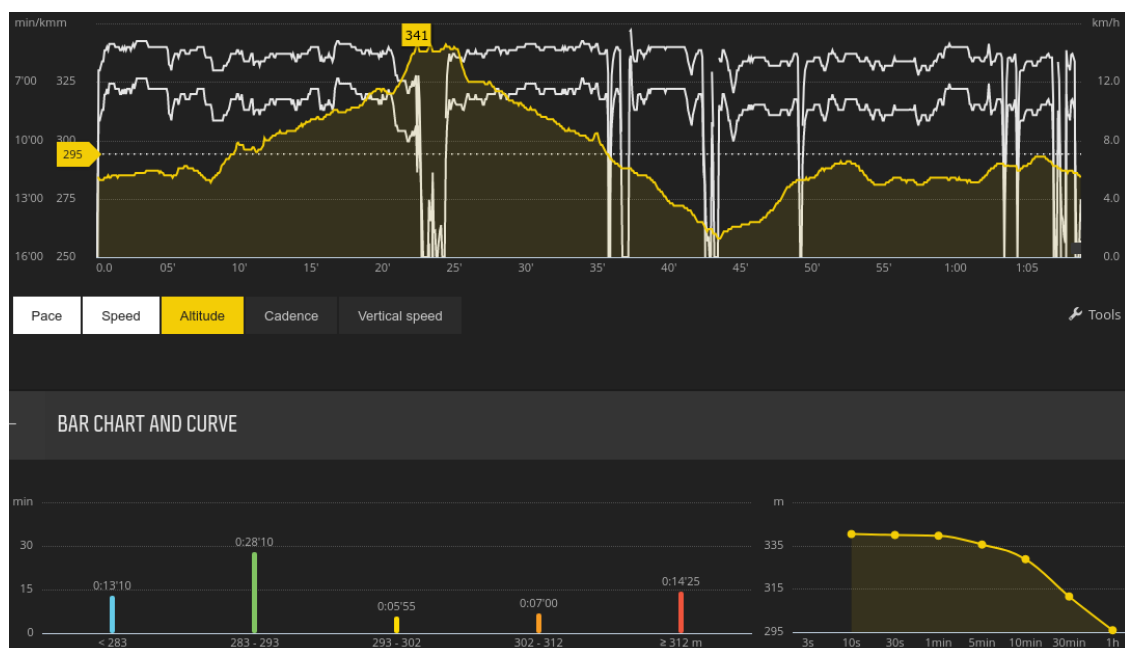 min/kmm km/h
341
7'00 325 12.0
10'00 300 8.0
295
13'00 275 4.0
16'00 250 0.0
0.0 05' 10' 15' 20' 25' 30' 35' 40' 45' 50' 55' 1:00 1:05
Pace Speed Altitude Cadence Vertical speed Tools
BAR CHART AND CURVE
min
30
15
0
0:13'10
0:28'10
0:05'55
0:07'00
0:14'25
< 283 283 - 293 293 - 302 302 - 312 ≥ 312 m
m
335
315
295
3s 10s 30s 1min 5min 10min 30min 1h